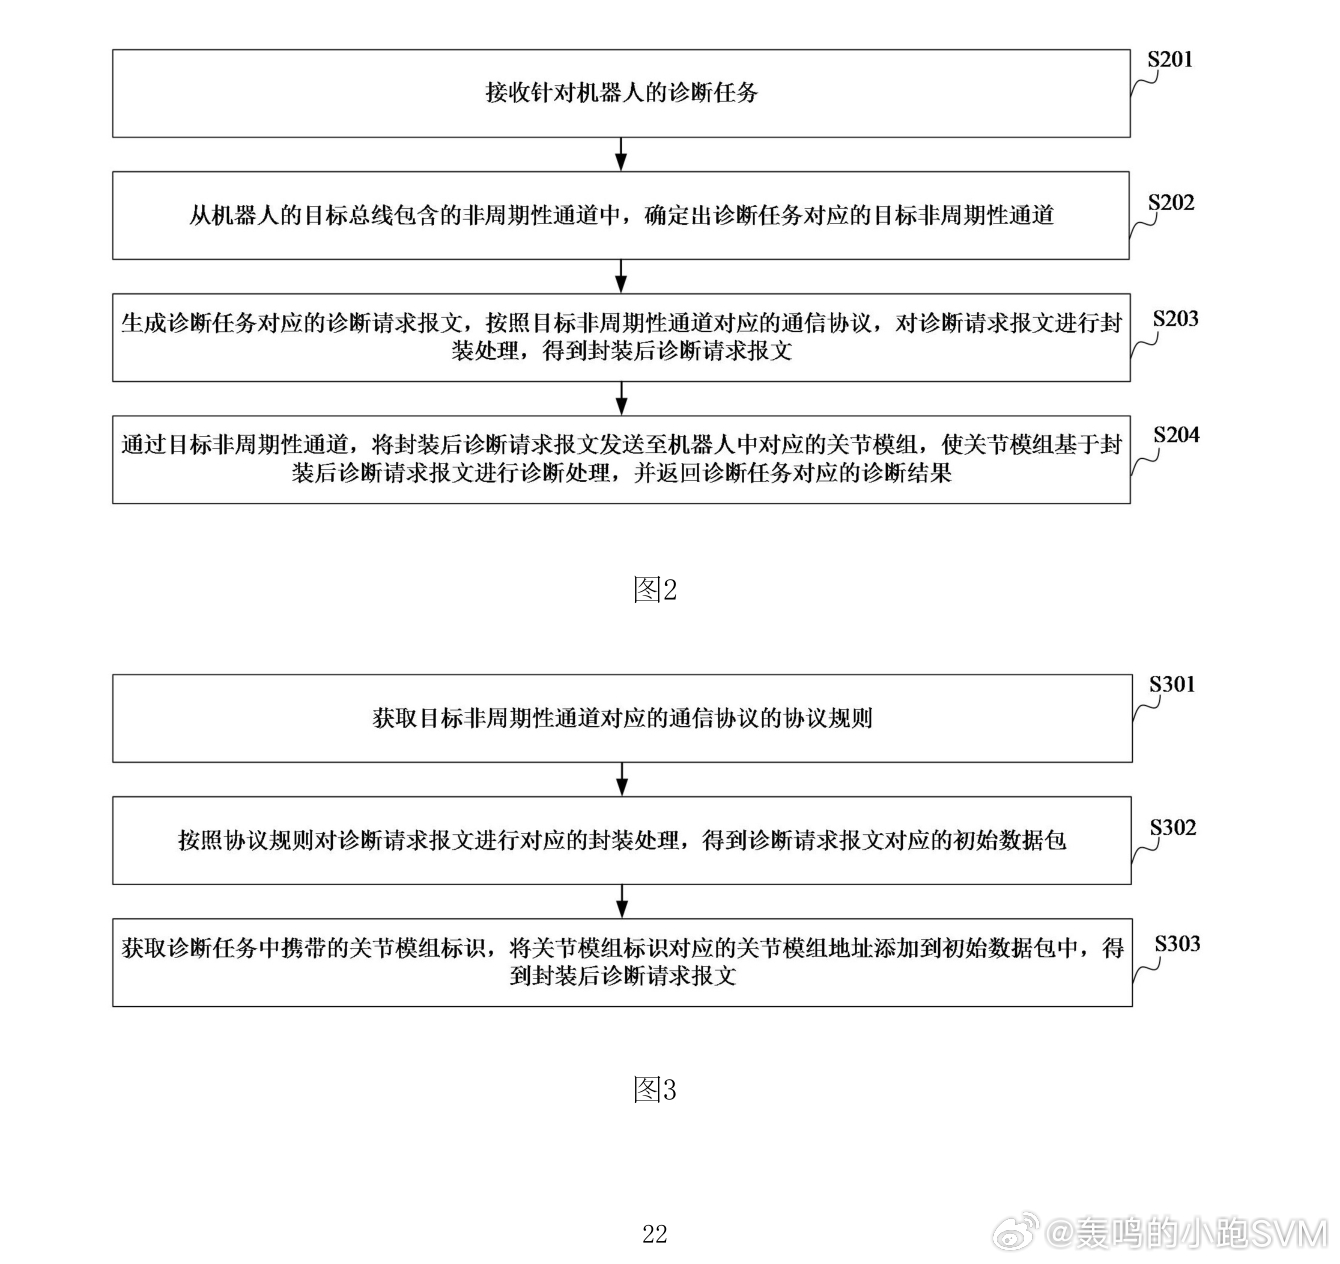 S201
接收针对机器人的诊断任务
S202
从机器人的目标总线包含的非周期性通道中，确定出诊断任务对应的目标非周期性通道
S203
生成诊断任务对应的诊断请求报文，按照目标非周期性通道对应的通信协议，对诊断请求报文进行封
装处理，得到封装后诊断请求报文
S204
通过目标非周期性通道，将封装后诊断请求报文发送至机器人中对应的关节模组，使关节模组基于封
装后诊断请求报文进行诊断处理，并返回诊断任务对应的诊断结果
图2
S301
获取目标非周期性通道对应的通信协议的协议规则
S302
按照协议规则对诊断请求报文进行对应的封装处理，得到诊断请求报文对应的初始数据包
S303
获取诊断任务中携带的关节模组标识，将关节模组标识对应的关节模组地址添加到初始数据包中，得
到封装后诊断请求报文
图3
22
@轰鸣的小跑SVM